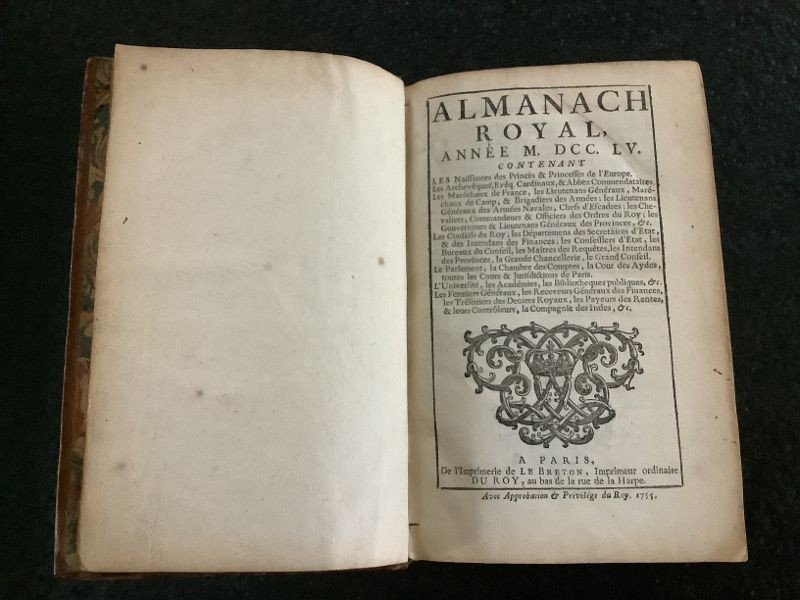 ALMANACH
ROYAL,
ANNÉE M. DCC. LV.
CONTENANT
LES Naissances des Princes & Princesses de l'Europe.
Les Archevêques, Evêq. Cardinaux, & Abbez Commendataires.
Les Maréchaux de France, les Lieutenans Généraux, Maré-
chaux de Camp, & Brigadiers des Armées; les Lieutenans
Généraux des Armées Navales, Chefs d'Escadres; les Che-
valiers, Commandeurs & Officiers des Ordres du Roy; les
Gouverneurs & Lieutenans Généraux des Provinces, &c.
Les Conseils du Roy; les Départemens des Secretaires d'Etat,
& des Intendans des Finances; les Conseillers d'Etat, les
Bureaux du Conseil, les Maîtres des Requêtes, les Intendans
des Provinces, la Grande Chancellerie, le Grand Conseil.
Le Parlement, la Chambre des Comptes, la Cour des Aydes,
toutes les Cours & Jurisdictions de Paris.
L'Université, les Académies, les Bibliotheques publiques, &c.
Les Fermiers Généraux, les Receveurs Généraux des Finances,
les Trésoriers des Deniers Royaux, les Payeurs des Rentes,
& leurs Contrôleurs, la Compagnie des Indes, &c.
A PARIS,
De l'Imprimerie de LE BRETON, Imprimeur ordinaire
DU ROY, au bas de la rue de la Harpe.
Avec Approbation & Privilége du Roy. 1755.